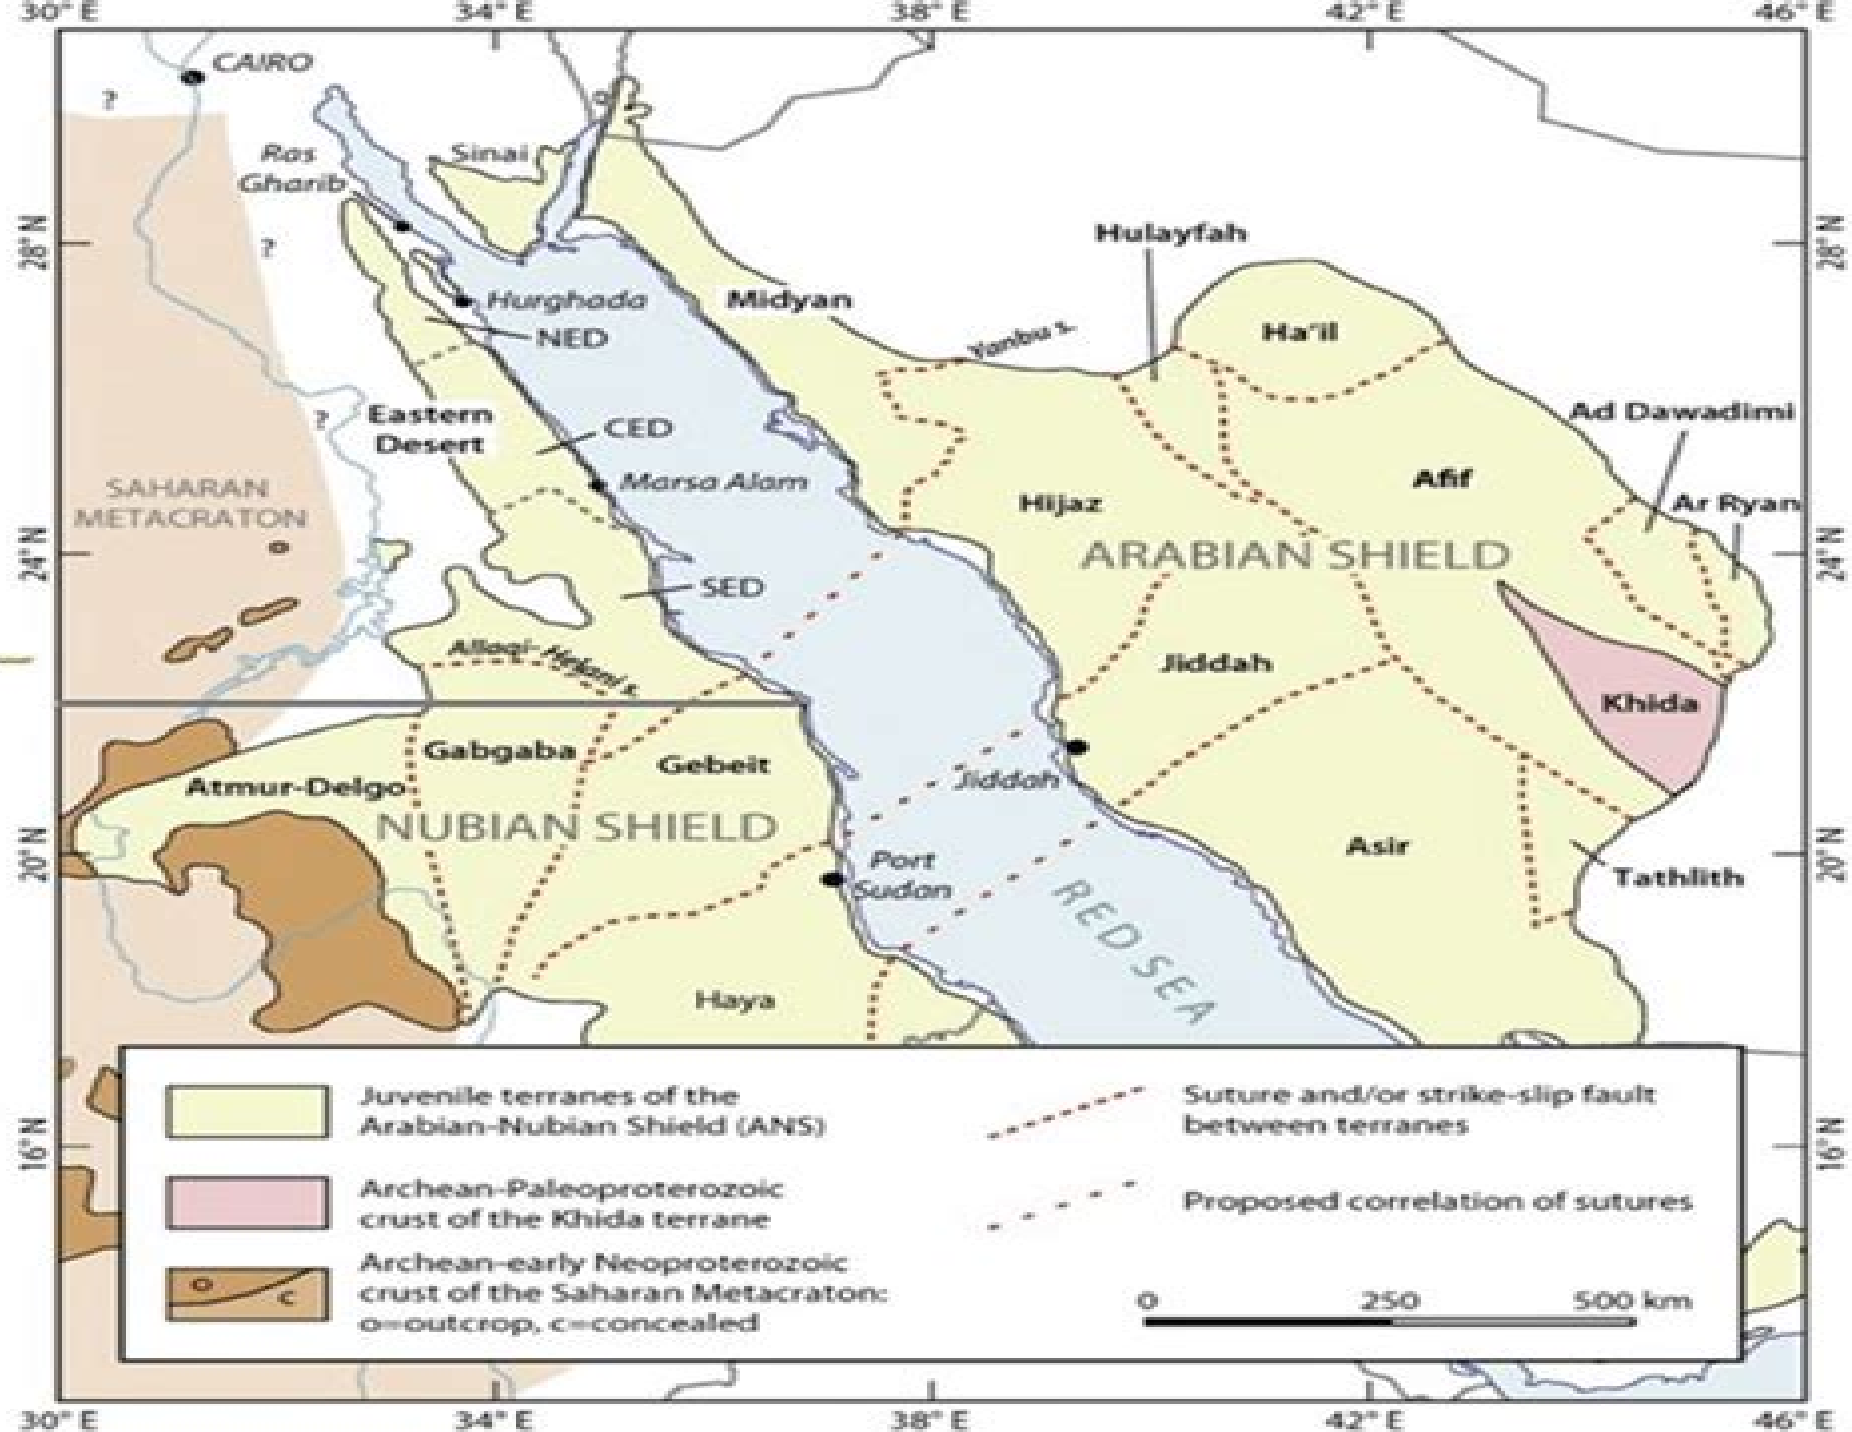 30° E 34° E 38° E 42° E 46° E
CAIRO
?
Ras
Gharib
Sinai
28° N
28° N
?
Hulayfah
Hurghada
Midyan
NED
Yanbu s.
Ha'il
Eastern
Desert
?
CED
Ad Dawadimi
SAHARAN
METACRATON
Marsa Alam
Hijaz
Afif
Ar Ryan
24° N
ARABIAN SHIELD
24° N
SED
Allaqi-Heiani s.
Jiddah
Khida
Gabgaba
Gebeit
Atmur-Delgo
Jiddah
NUBIAN SHIELD
20° N
Port
Sudan
Asir
20° N
Tathlith
RED SEA
Haya
Juvenile terranes of the
Arabian-Nubian Shield (ANS)
Suture and/or strike-slip fault
between terranes
16° N
16° N
Archean-Paleoproterozoic
crust of the Khida terrane
Proposed correlation of sutures
Archean-early Neoproterozoic
crust of the Saharan Metacraton:
o=outcrop, c=concealed
o
c
0 250 500 km
30° E 34° E 38° E 42° E 46° E